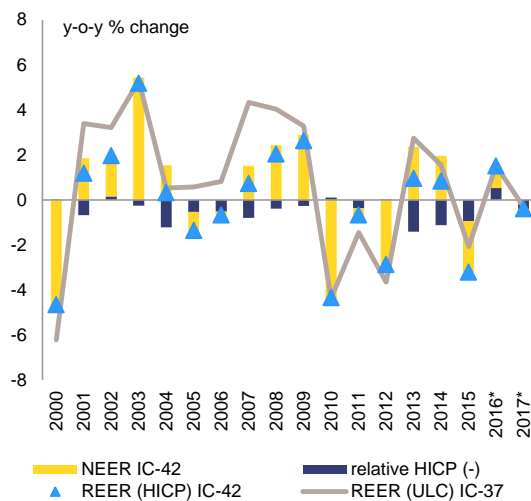 8
y-o-y % change
6
4
2
0
-2
-4
-6
-8
2000 2001 2002 2003 2004 2005 2006 2007 2008 2009 2010 2011 2012 2013 2014 2015 2016* 2017*
NEER IC-42 relative HICP (-)
REER (HICP) IC-42 REER (ULC) IC-37